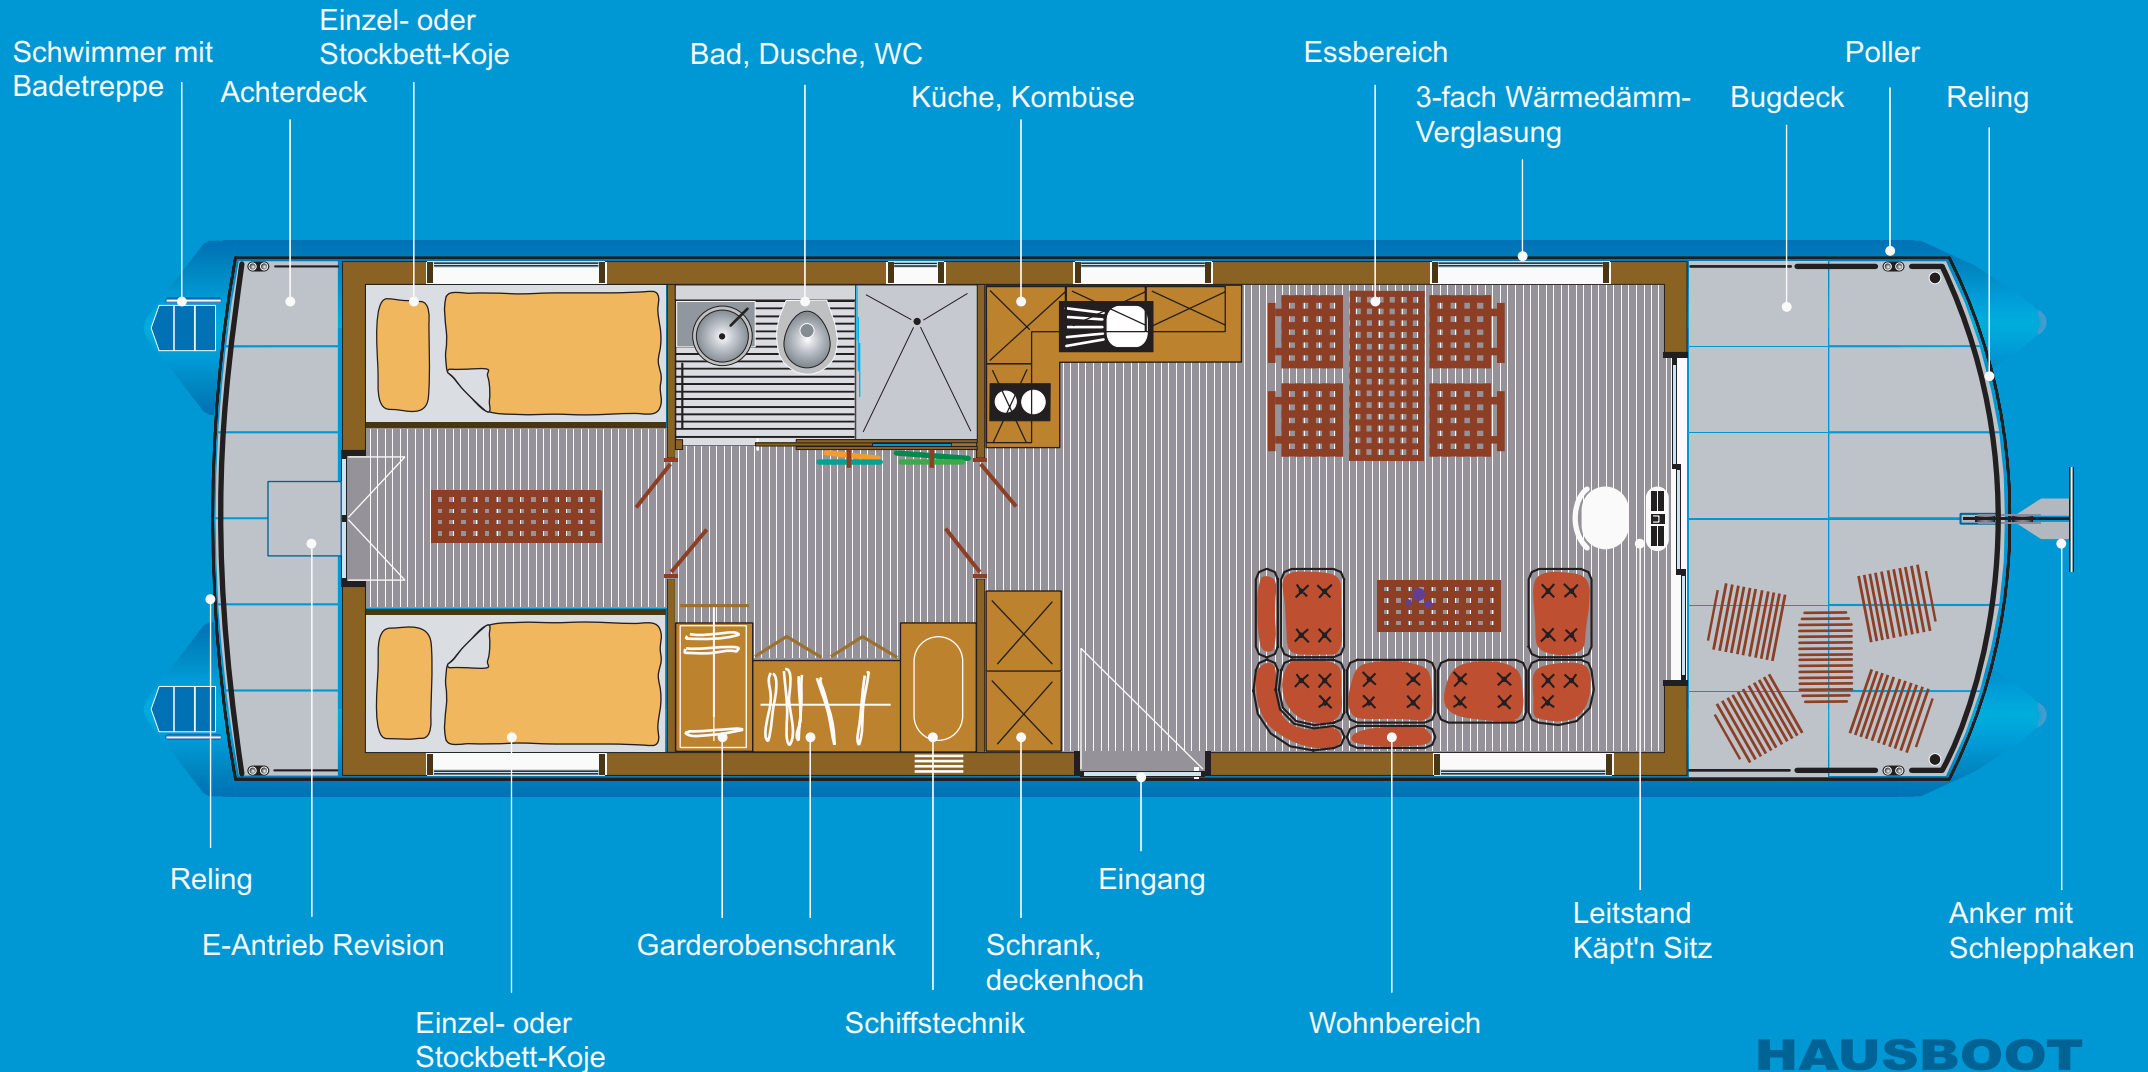 Schwimmer mit
Badetreppe
Achterdeck
Einzel- oder
Stockbett-Koje
Bad, Dusche, WC
Küche, Kombüse
Essbereich
3-fach Wärmedämm-
Verglasung
Bugdeck
Poller
Reling
Reling
E-Antrieb Revision
Einzel- oder
Stockbett-Koje
Garderobenschrank
Schiffstechnik
Schrank,
deckenhoch
Eingang
Wohnbereich
Leitstand
Käpt'n Sitz
Anker mit
Schlepphaken
HAUSBOOT